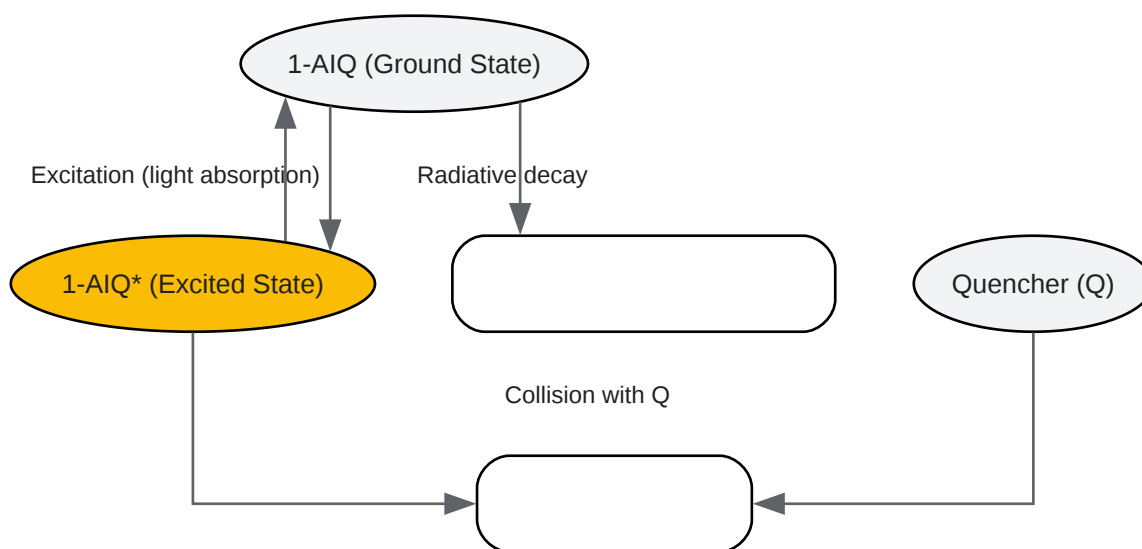 1-AIQ (Ground State)
Excitation (light absorption)
Radiative decay
1-AIQ* (Excited State)
Quencher (Q)
Collision with Q